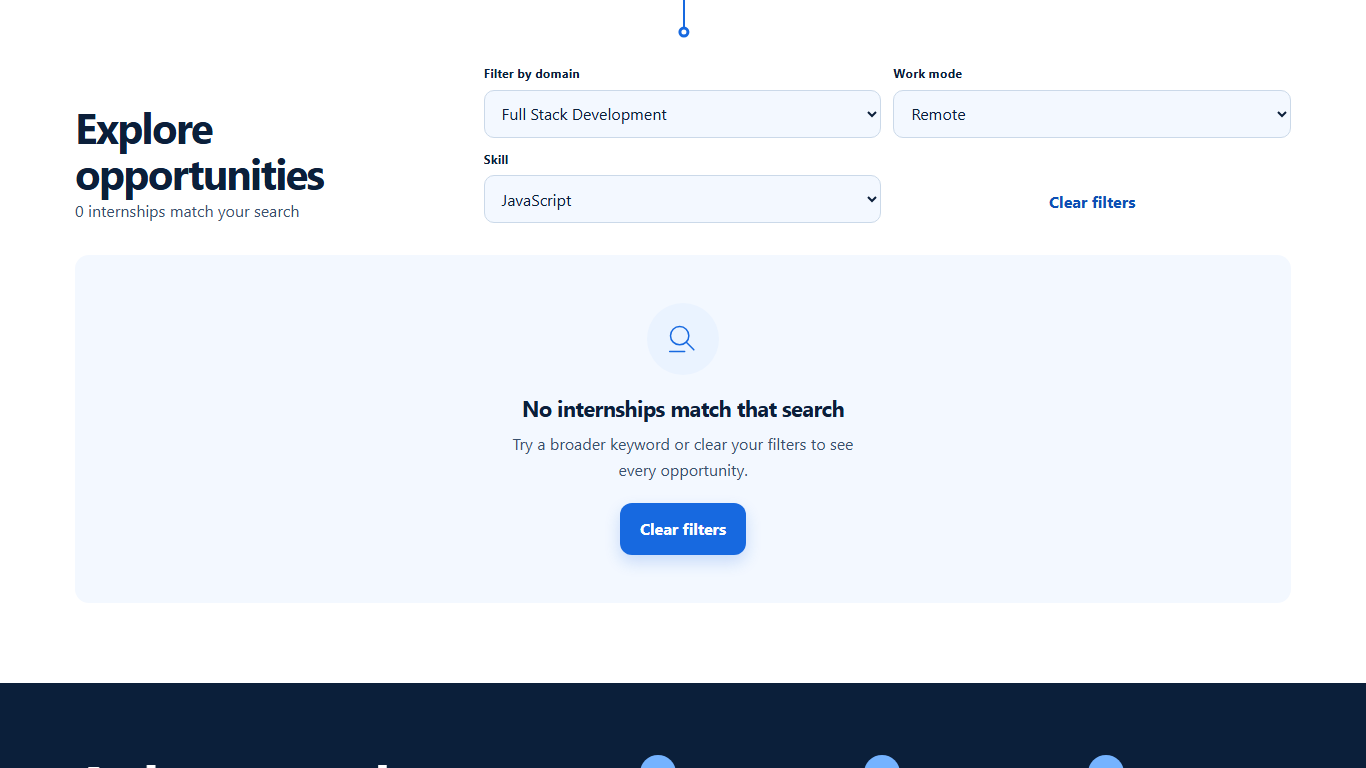 Explore
opportunities
0 internships match your search
Filter by domain
Full Stack Development
Work mode
Remote
Skill
JavaScript
Clear filters
No internships match that search
Try a broader keyword or clear your filters to see
every opportunity.
Clear filters